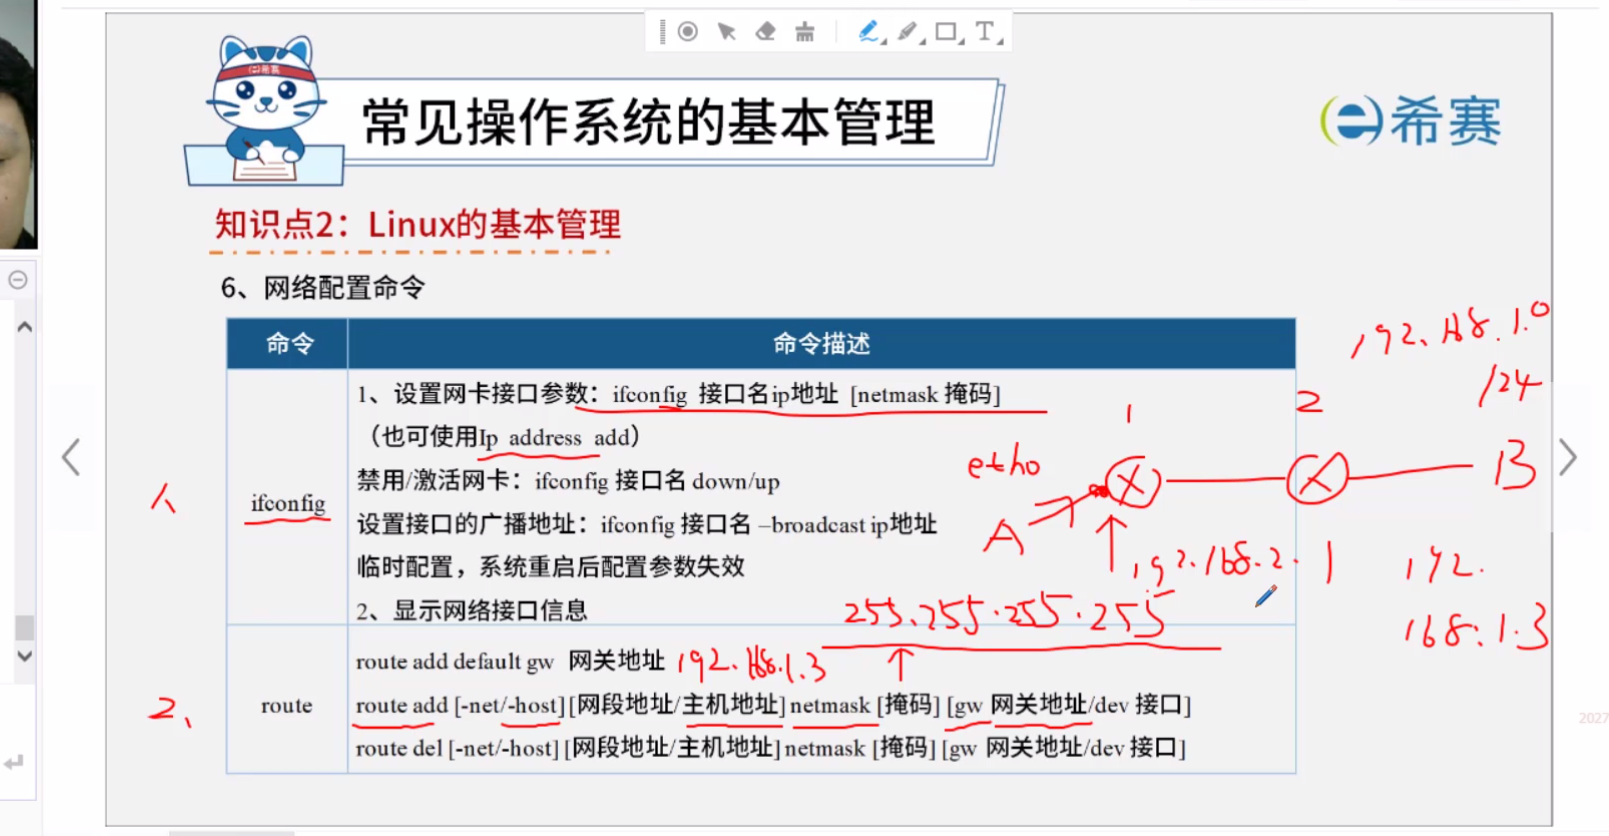 (e)希赛
常见操作系统的基本管理
希赛
知识点2：Linux的基本管理
6、网络配置命令
命令
命令描述
ifconfig
1、设置网卡接口参数：ifconfig 接口名ip地址 [netmask 掩码]
（也可使用Ip address add）
禁用/激活网卡：ifconfig 接口名 down/up
设置接口的广播地址：ifconfig 接口名 –broadcast ip地址
临时配置，系统重启后配置参数失效
2、显示网络接口信息
route
route add default gw 网关地址 192.168.1.3
route add [-net/-host] [网段地址/主机地址] netmask [掩码] [gw 网关地址/dev 接口]
route del [-net/-host] [网段地址/主机地址] netmask [掩码] [gw 网关地址/dev 接口]
192.168.1.0
/24
1
2
etho
A
B
192.168.2.1
192.
168.1.3
255.255.255.255
2、
T
2027